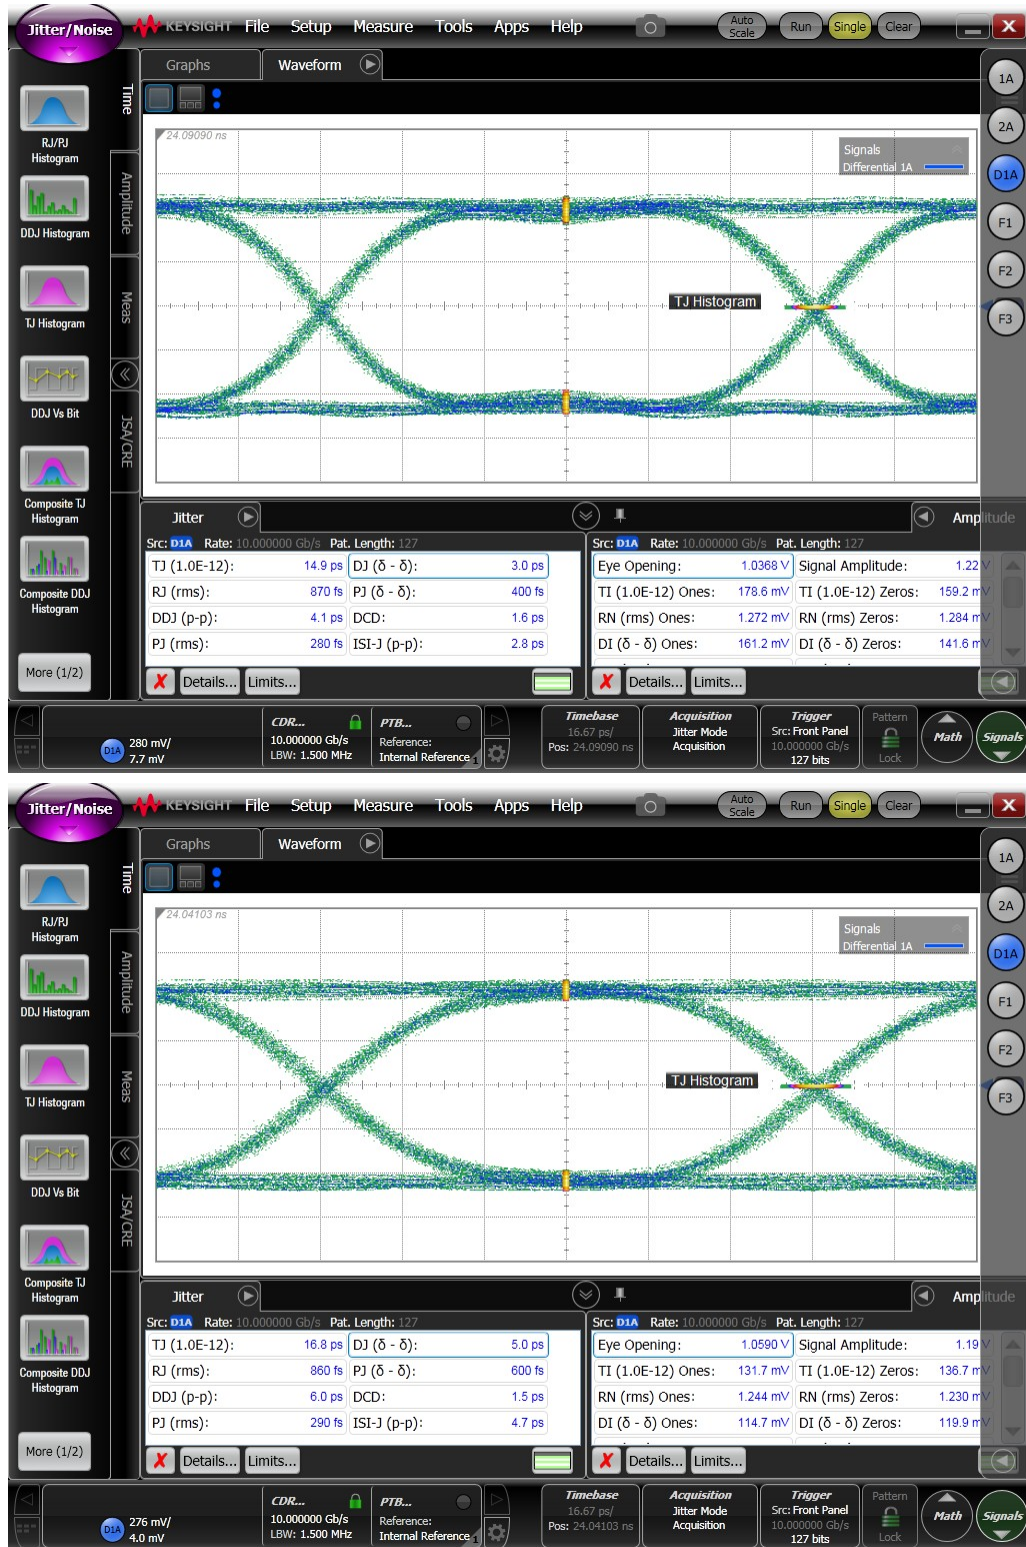 Jitter/Noise KEYSIGHT File Setup Measure Tools Apps Help Auto Scale Run Single Clear X
Graphs Waveform
Time
Amplitude
Meas
JSA/CRE
RJ/PJ
Histogram
DDJ Histogram
TJ Histogram
DDJ Vs Bit
Composite TJ
Histogram
Composite DDJ
Histogram
More (1/2)
24.09090 ns
Signals
Differential 1A
TJ Histogram
1A
2A
D1A
F1
F2
F3
Jitter
Src: D1A Rate: 10.000000 Gb/s Pat. Length: 127
TJ (1.0E-12): 14.9 ps DJ (δ - δ): 3.0 ps
RJ (rms): 870 fs PJ (δ - δ): 400 fs
DDJ (p-p): 4.1 ps DCD: 1.6 ps
PJ (rms): 280 fs ISI-J (p-p): 2.8 ps
Details... Limits...
Amplitude
Src: D1A Rate: 10.000000 Gb/s Pat. Length: 127
Eye Opening: 1.0368 V Signal Amplitude: 1.22 V
TI (1.0E-12) Ones: 178.6 mV TI (1.0E-12) Zeros: 159.2 mV
RN (rms) Ones: 1.272 mV RN (rms) Zeros: 1.284 mV
DI (δ - δ) Ones: 161.2 mV DI (δ - δ) Zeros: 141.6 mV
Details... Limits...
D1A
280 mV/
7.7 mV
CDR...
10.000000 Gb/s
LBW: 1.500 MHz
PTB...
Reference:
Internal Reference
1
Timebase
16.67 ps/
Pos: 24.09090 ns
Acquisition
Jitter Mode
Acquisition
Trigger
Src: Front Panel
10.000000 Gb/s
127 bits
Pattern
Lock
Math
Signals
Jitter/Noise KEYSIGHT File Setup Measure Tools Apps Help Auto Scale Run Single Clear X
Graphs Waveform
Time
Amplitude
Meas
JSA/CRE
RJ/PJ
Histogram
DDJ Histogram
TJ Histogram
DDJ Vs Bit
Composite TJ
Histogram
Composite DDJ
Histogram
More (1/2)
24.04103 ns
Signals
Differential 1A
TJ Histogram
1A
2A
D1A
F1
F2
F3
Jitter
Src: D1A Rate: 10.000000 Gb/s Pat. Length: 127
TJ (1.0E-12): 16.8 ps DJ (δ - δ): 5.0 ps
RJ (rms): 860 fs PJ (δ - δ): 600 fs
DDJ (p-p): 6.0 ps DCD: 1.5 ps
PJ (rms): 290 fs ISI-J (p-p): 4.7 ps
Details... Limits...
Amplitude
Src: D1A Rate: 10.000000 Gb/s Pat. Length: 127
Eye Opening: 1.0590 V Signal Amplitude: 1.19 V
TI (1.0E-12) Ones: 131.7 mV TI (1.0E-12) Zeros: 136.7 mV
RN (rms) Ones: 1.244 mV RN (rms) Zeros: 1.230 mV
DI (δ - δ) Ones: 114.7 mV DI (δ - δ) Zeros: 119.9 mV
Details... Limits...
D1A
276 mV/
4.0 mV
CDR...
10.000000 Gb/s
LBW: 1.500 MHz
PTB...
Reference:
Internal Reference
1
Timebase
16.67 ps/
Pos: 24.04103 ns
Acquisition
Jitter Mode
Acquisition
Trigger
Src: Front Panel
10.000000 Gb/s
127 bits
Pattern
Lock
Math
Signals